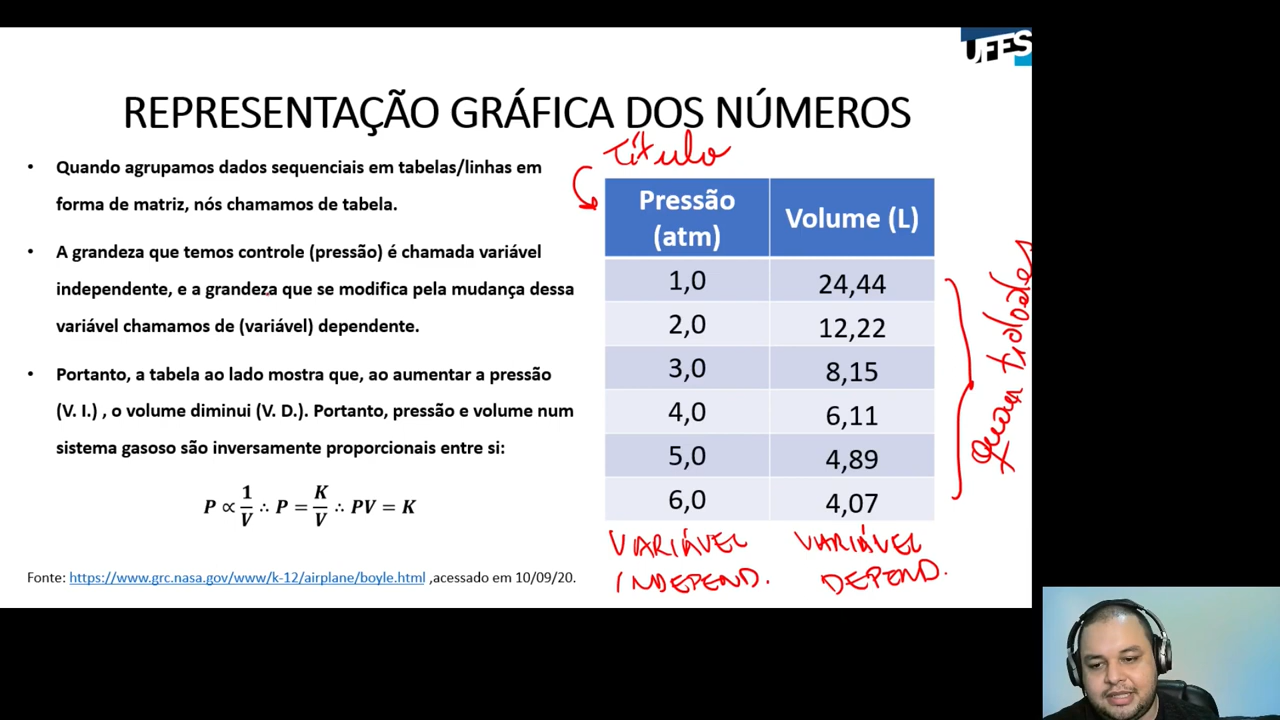 UFES
REPRESENTAÇÃO GRÁFICA DOS NÚMEROS
• Quando agrupamos dados sequenciais em tabelas/linhas em
forma de matriz, nós chamamos de tabela.
• A grandeza que temos controle (pressão) é chamada variável
independente, e a grandeza que se modifica pela mudança dessa
variável chamamos de (variável) dependente.
• Portanto, a tabela ao lado mostra que, ao aumentar a pressão
(V. I.) , o volume diminui (V. D.). Portanto, pressão e volume num
sistema gasoso são inversamente proporcionais entre si:
P ∝ 1/V ∴ P = K/V ∴ PV = K
Fonte: https://www.grc.nasa.gov/www/k-12/airplane/boyle.html ,acessado em 10/09/20.
Título
Pressão (atm) Volume (L)
1,0 24,44
2,0 12,22
3,0 8,15
4,0 6,11
5,0 4,89
6,0 4,07
VARIÁVEL VARIÁVEL
INDEPEND. DEPEND.